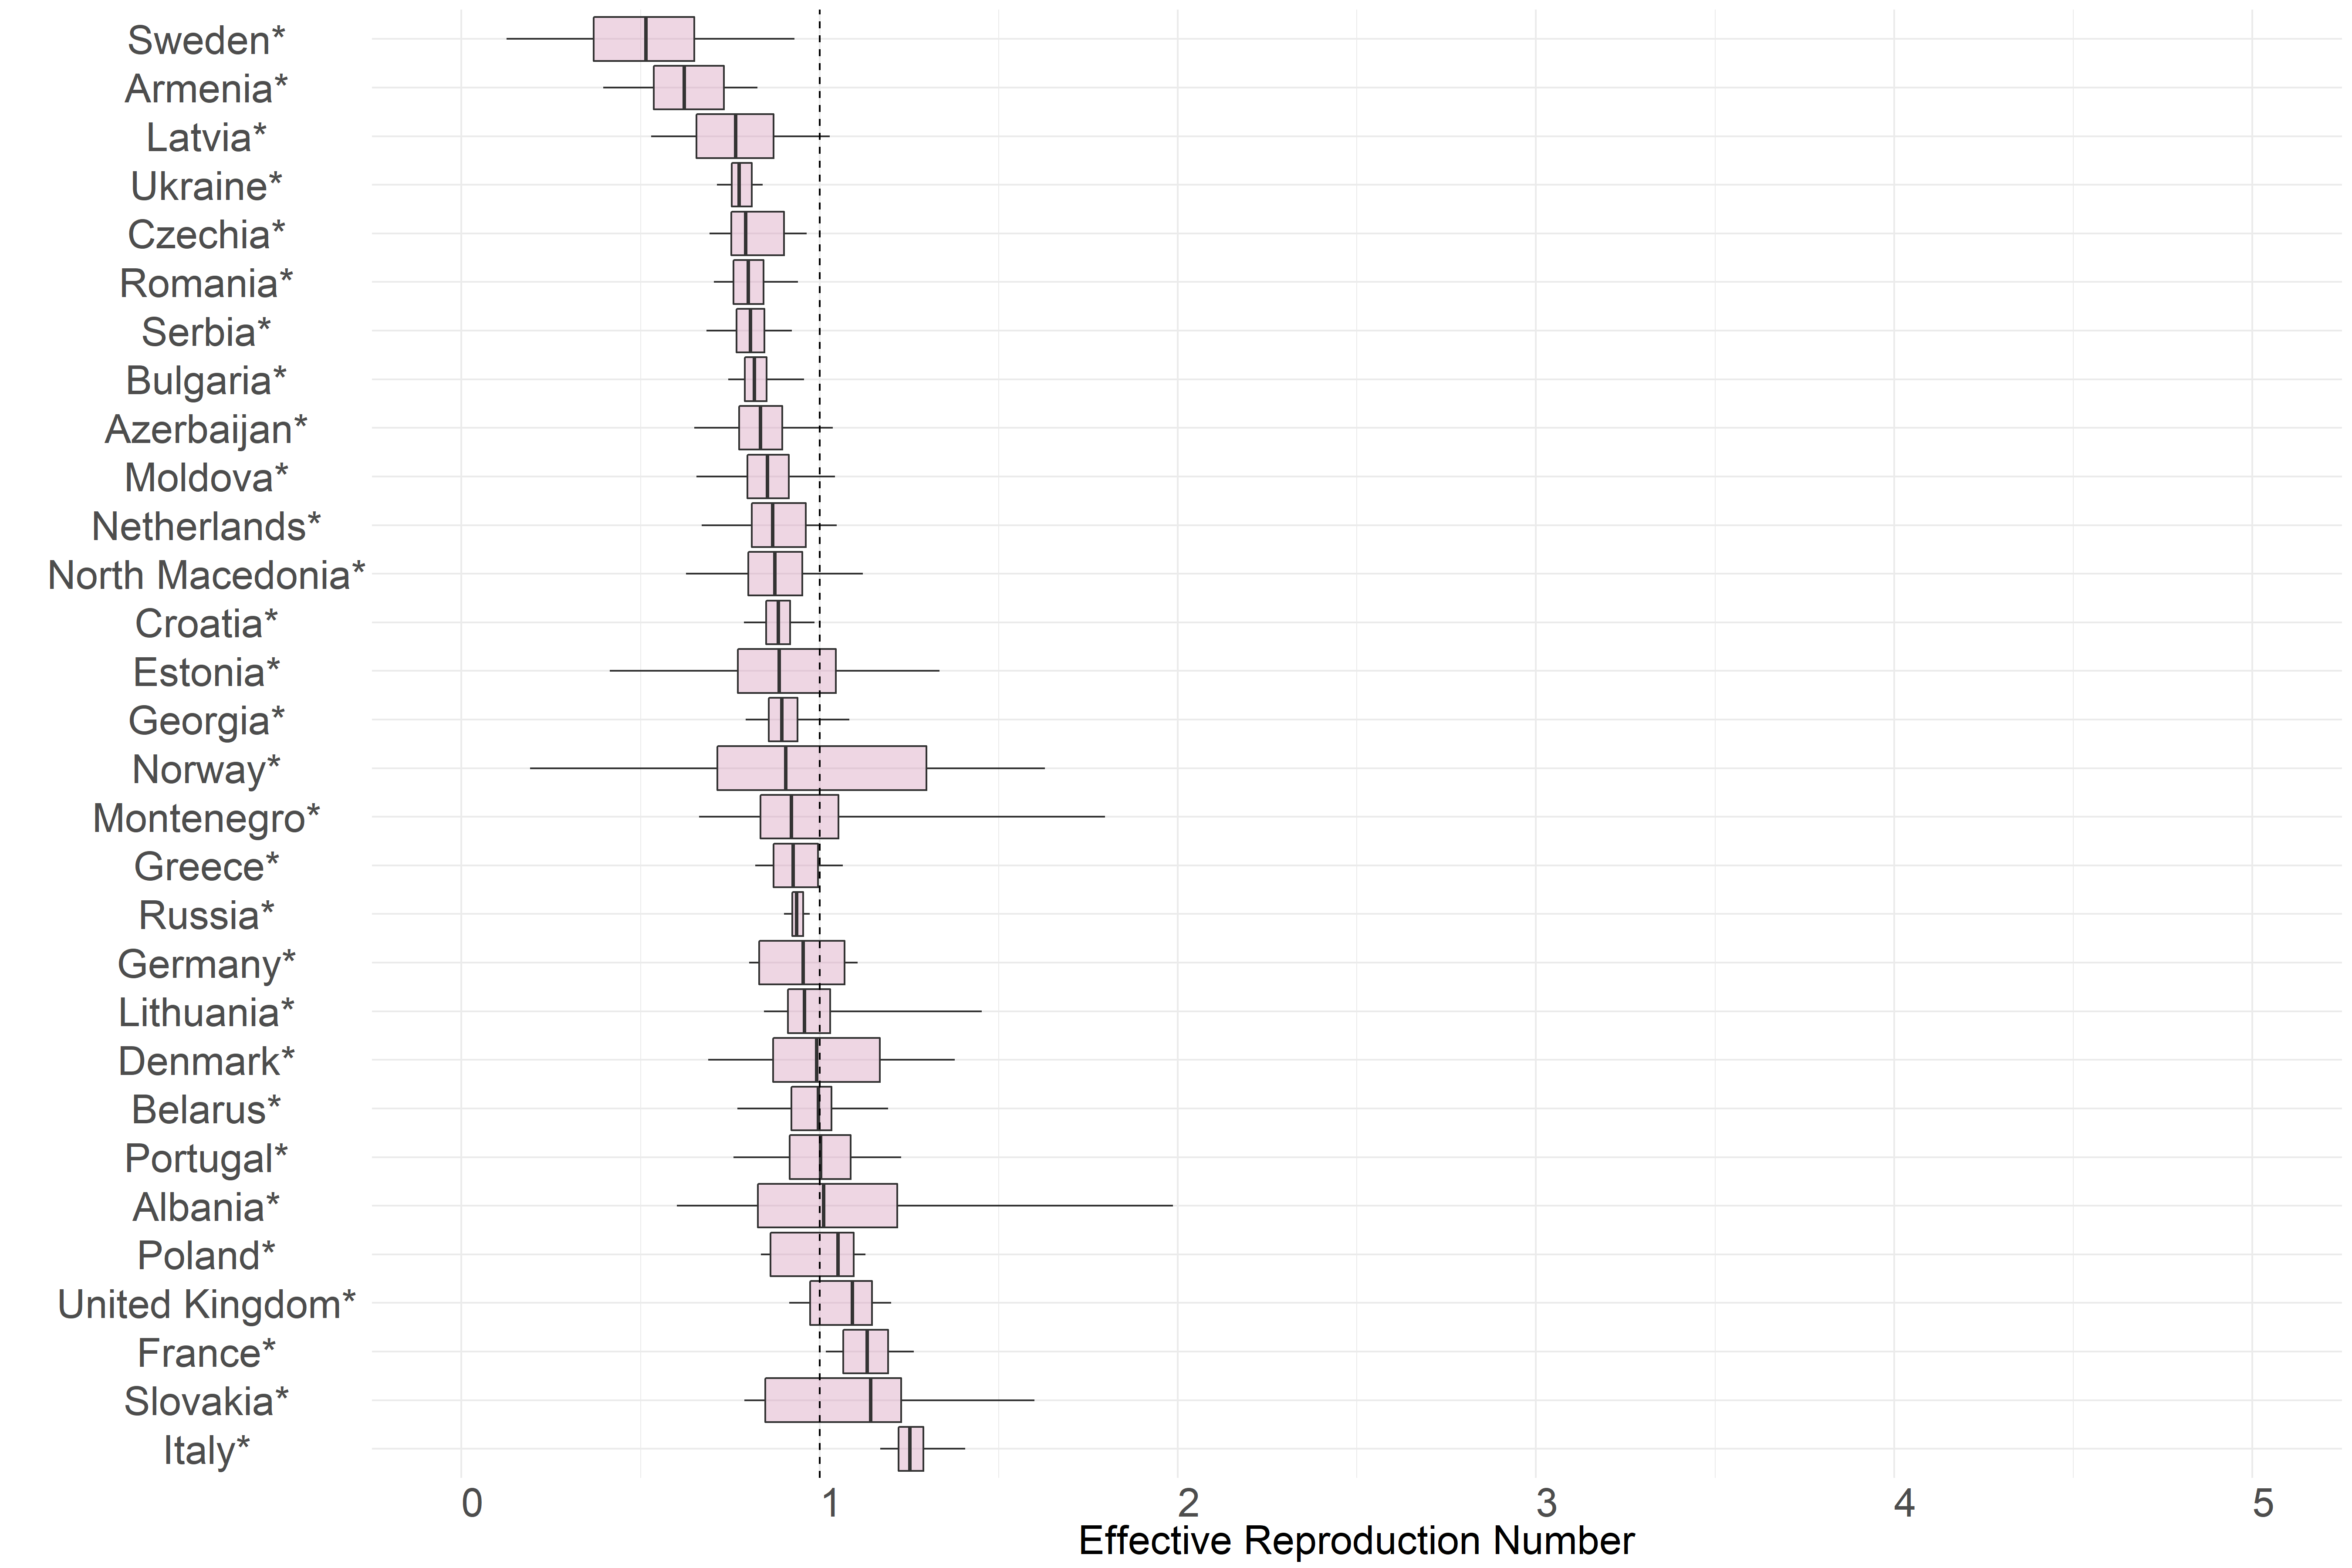 Sweden*
Armenia*
Latvia*
Ukraine*
Czechia*
Romania*
Serbia*
Bulgaria*
Azerbaijan*
Moldova*
Netherlands*
North Macedonia*
Croatia*
Estonia*
Georgia*
Norway*
Montenegro*
Greece*
Russia*
Germany*
Lithuania*
Denmark*
Belarus*
Portugal*
Albania*
Poland*
United Kingdom*
France*
Slovakia*
Italy*
0 1 2 3 4 5
Effective Reproduction Number